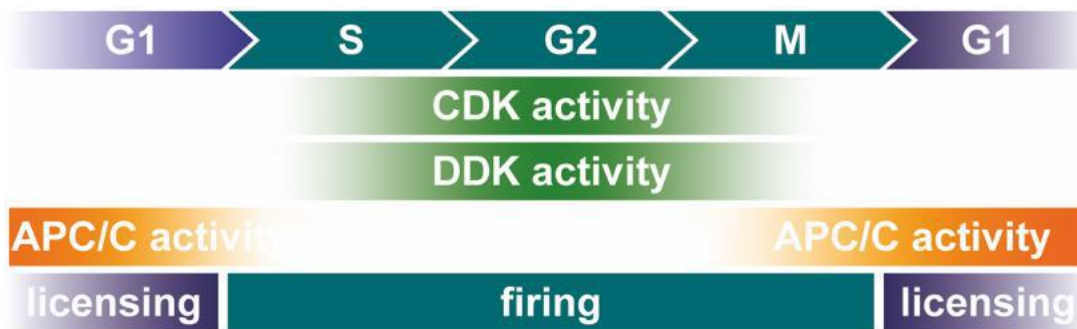 G1 S G2 M G1
CDK activity
DDK activity
APC/C activity APC/C activity
licensing firing licensing